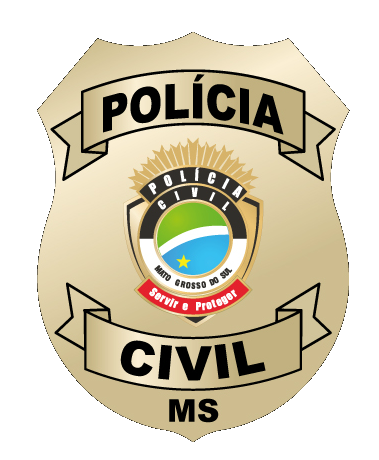 POLÍCIA
POLÍCIA
CIVIL
MATO GROSSO DO SUL
Servir e Proteger
CIVIL
MS